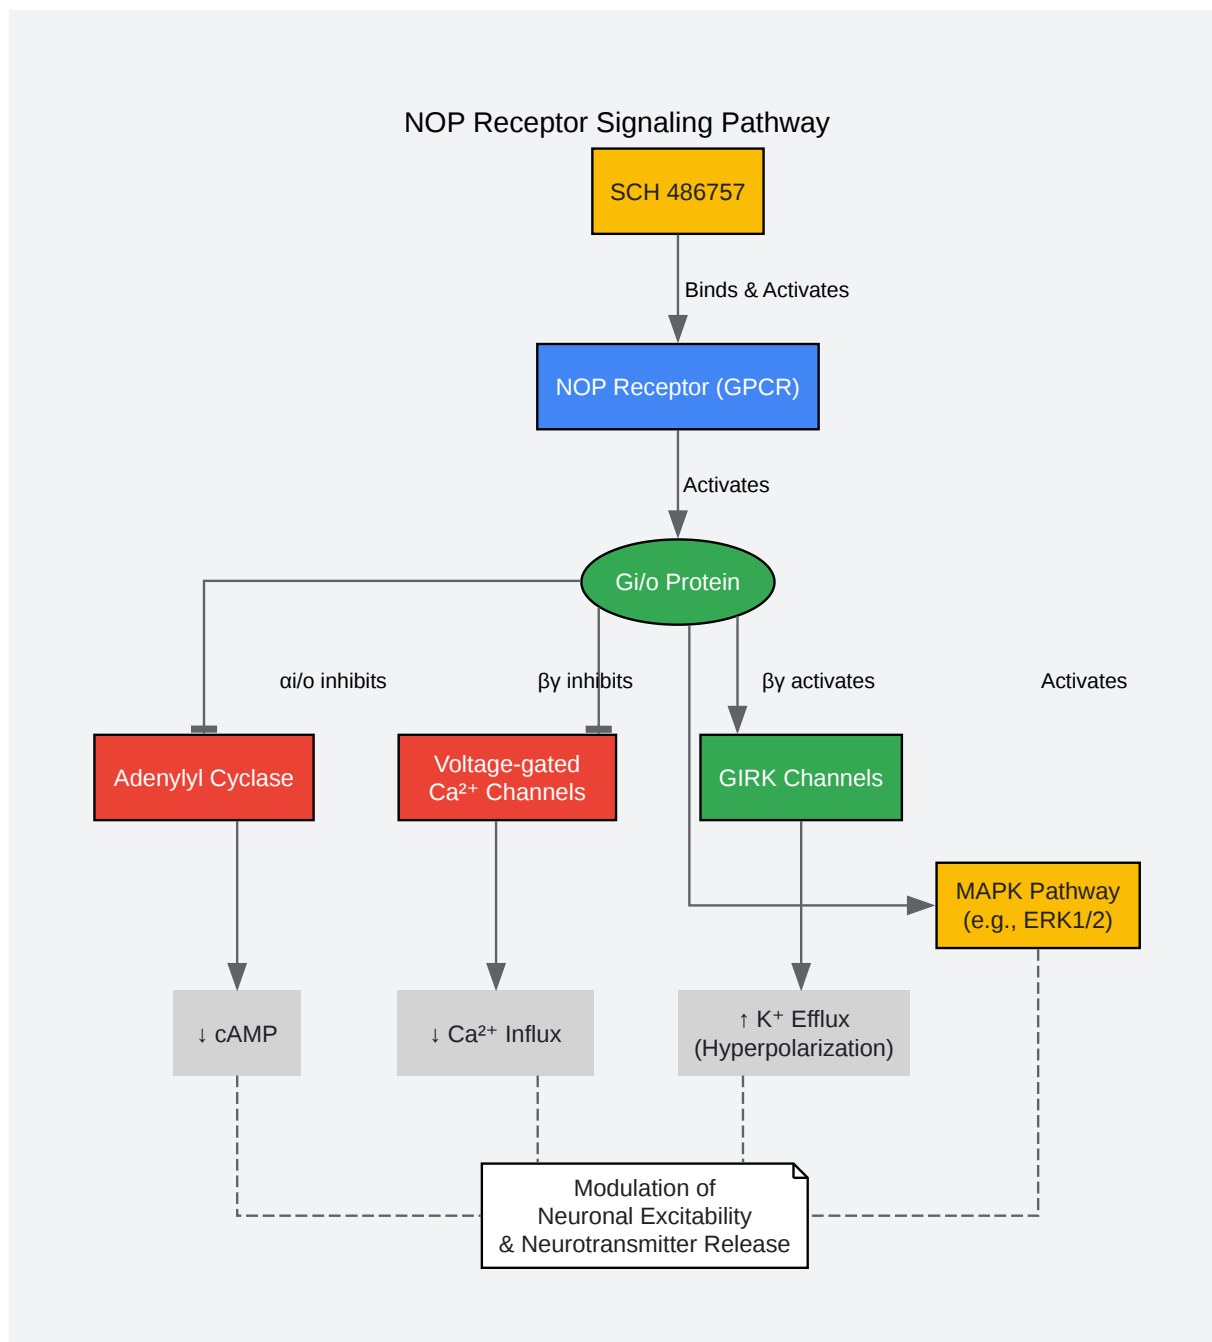 NOP Receptor Signaling Pathway
SCH 486757
Binds & Activates
NOP Receptor (GPCR)
Activates
Gi/o Protein
αi/o inhibits
βγ inhibits
βγ activates
Activates
Adenylyl Cyclase
Voltage-gated
Ca²⁺ Channels
GIRK Channels
MAPK Pathway
(e.g., ERK1/2)
↓ cAMP
↓ Ca²⁺ Influx
↑ K⁺ Efflux
(Hyperpolarization)
Modulation of
Neuronal Excitability
& Neurotransmitter Release